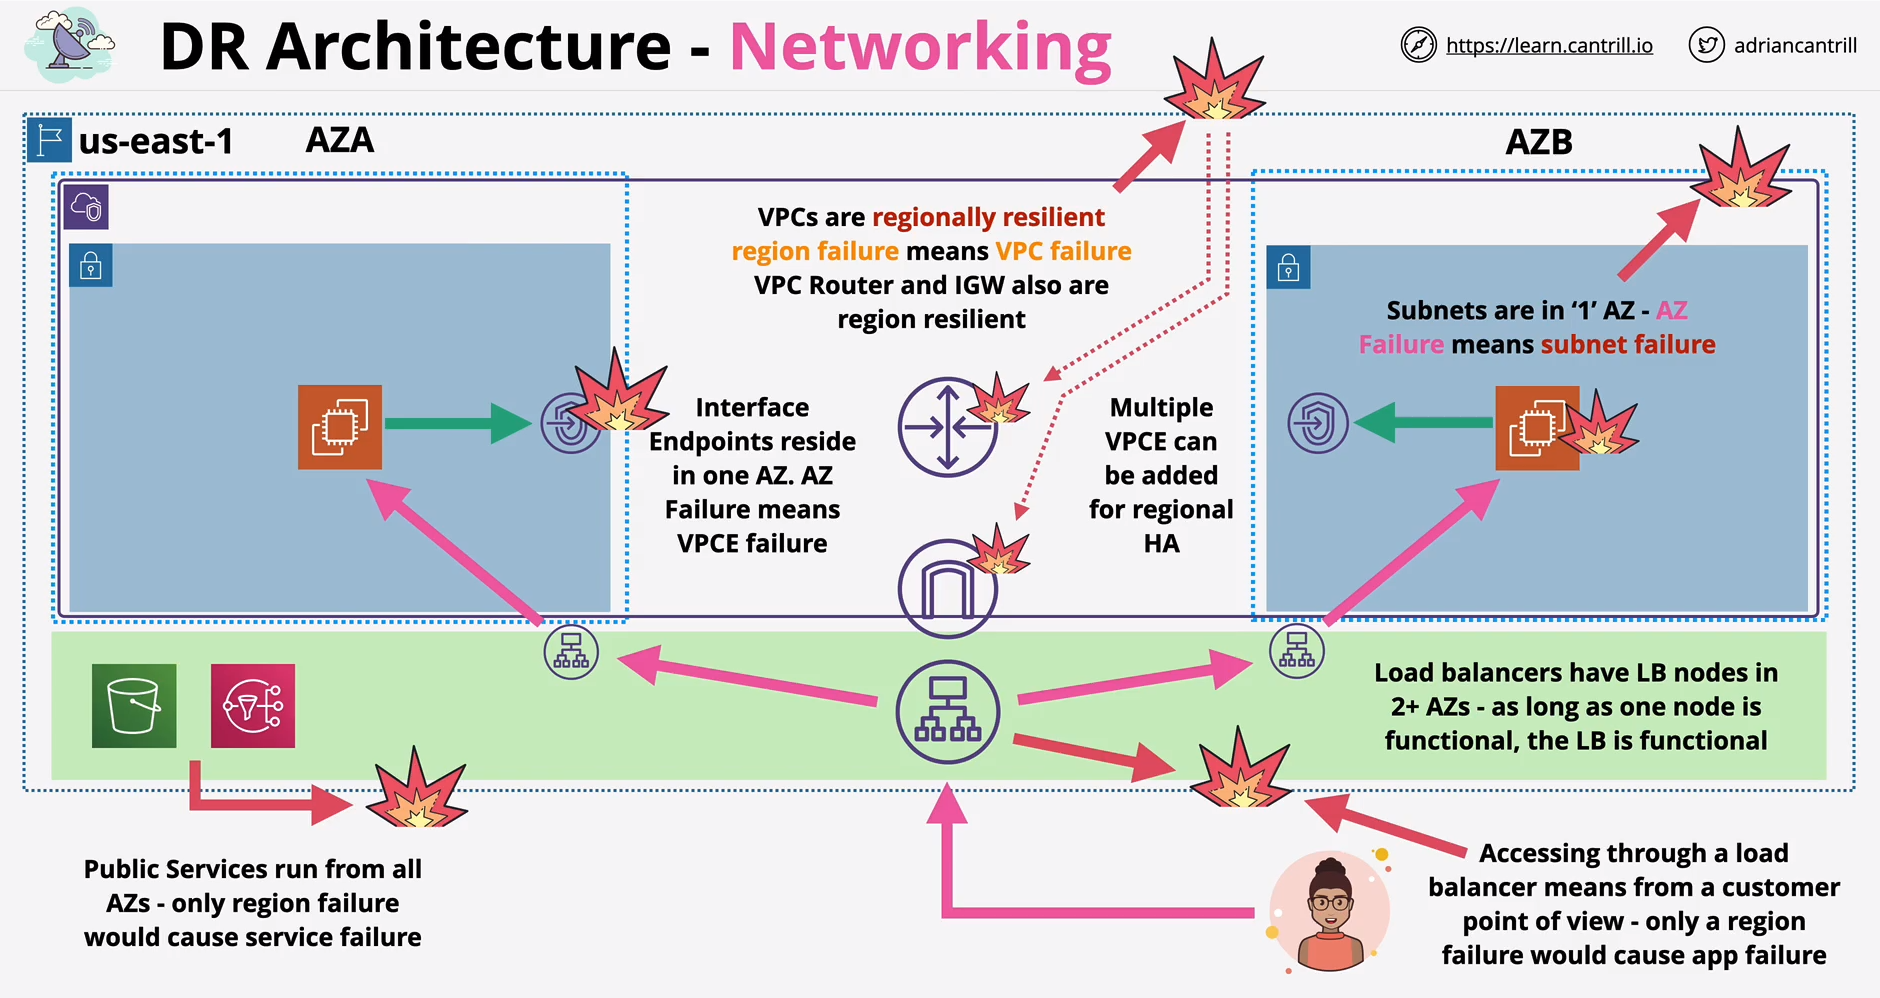 DR Architecture - Networking
https://learn.cantrill.io
adriancantrill
us-east-1
AZA
AZB
VPCs are regionally resilient
region failure means VPC failure
VPC Router and IGW also are
region resilient
Subnets are in ‘1’ AZ - AZ
Failure means subnet failure
Interface
Endpoints reside
in one AZ. AZ
Failure means
VPCE failure
Multiple
VPCE can
be added
for regional
HA
Load balancers have LB nodes in
2+ AZs - as long as one node is
functional, the LB is functional
Public Services run from all
AZs - only region failure
would cause service failure
Accessing through a load
balancer means from a customer
point of view - only a region
failure would cause app failure